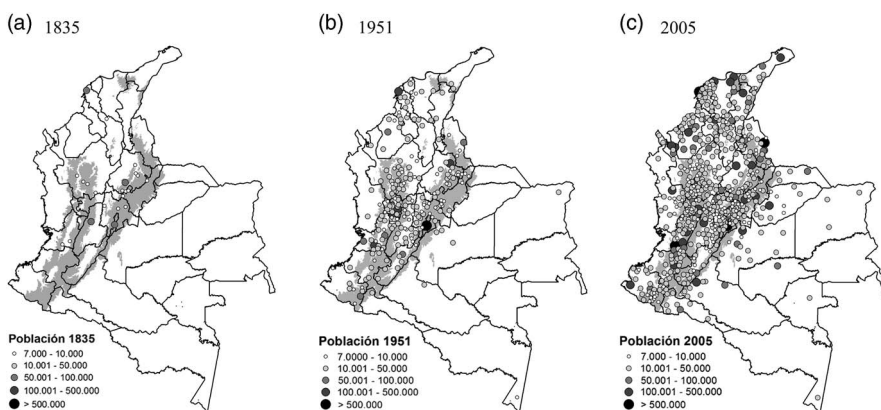 (a) 1835
Población 1835
7.000 - 10.000
10.001 - 50.000
50.001 - 100.000
100.001 - 500.000
> 500.000
(b) 1951
Población 1951
7.0000 - 10.000
10.001 - 50.000
50.001 - 100.000
100.001 - 500.000
> 500.000
(c) 2005
Población 2005
7.000 - 10.000
10.001 - 50.000
50.001 - 100.000
100.001 - 500.000
> 500.000